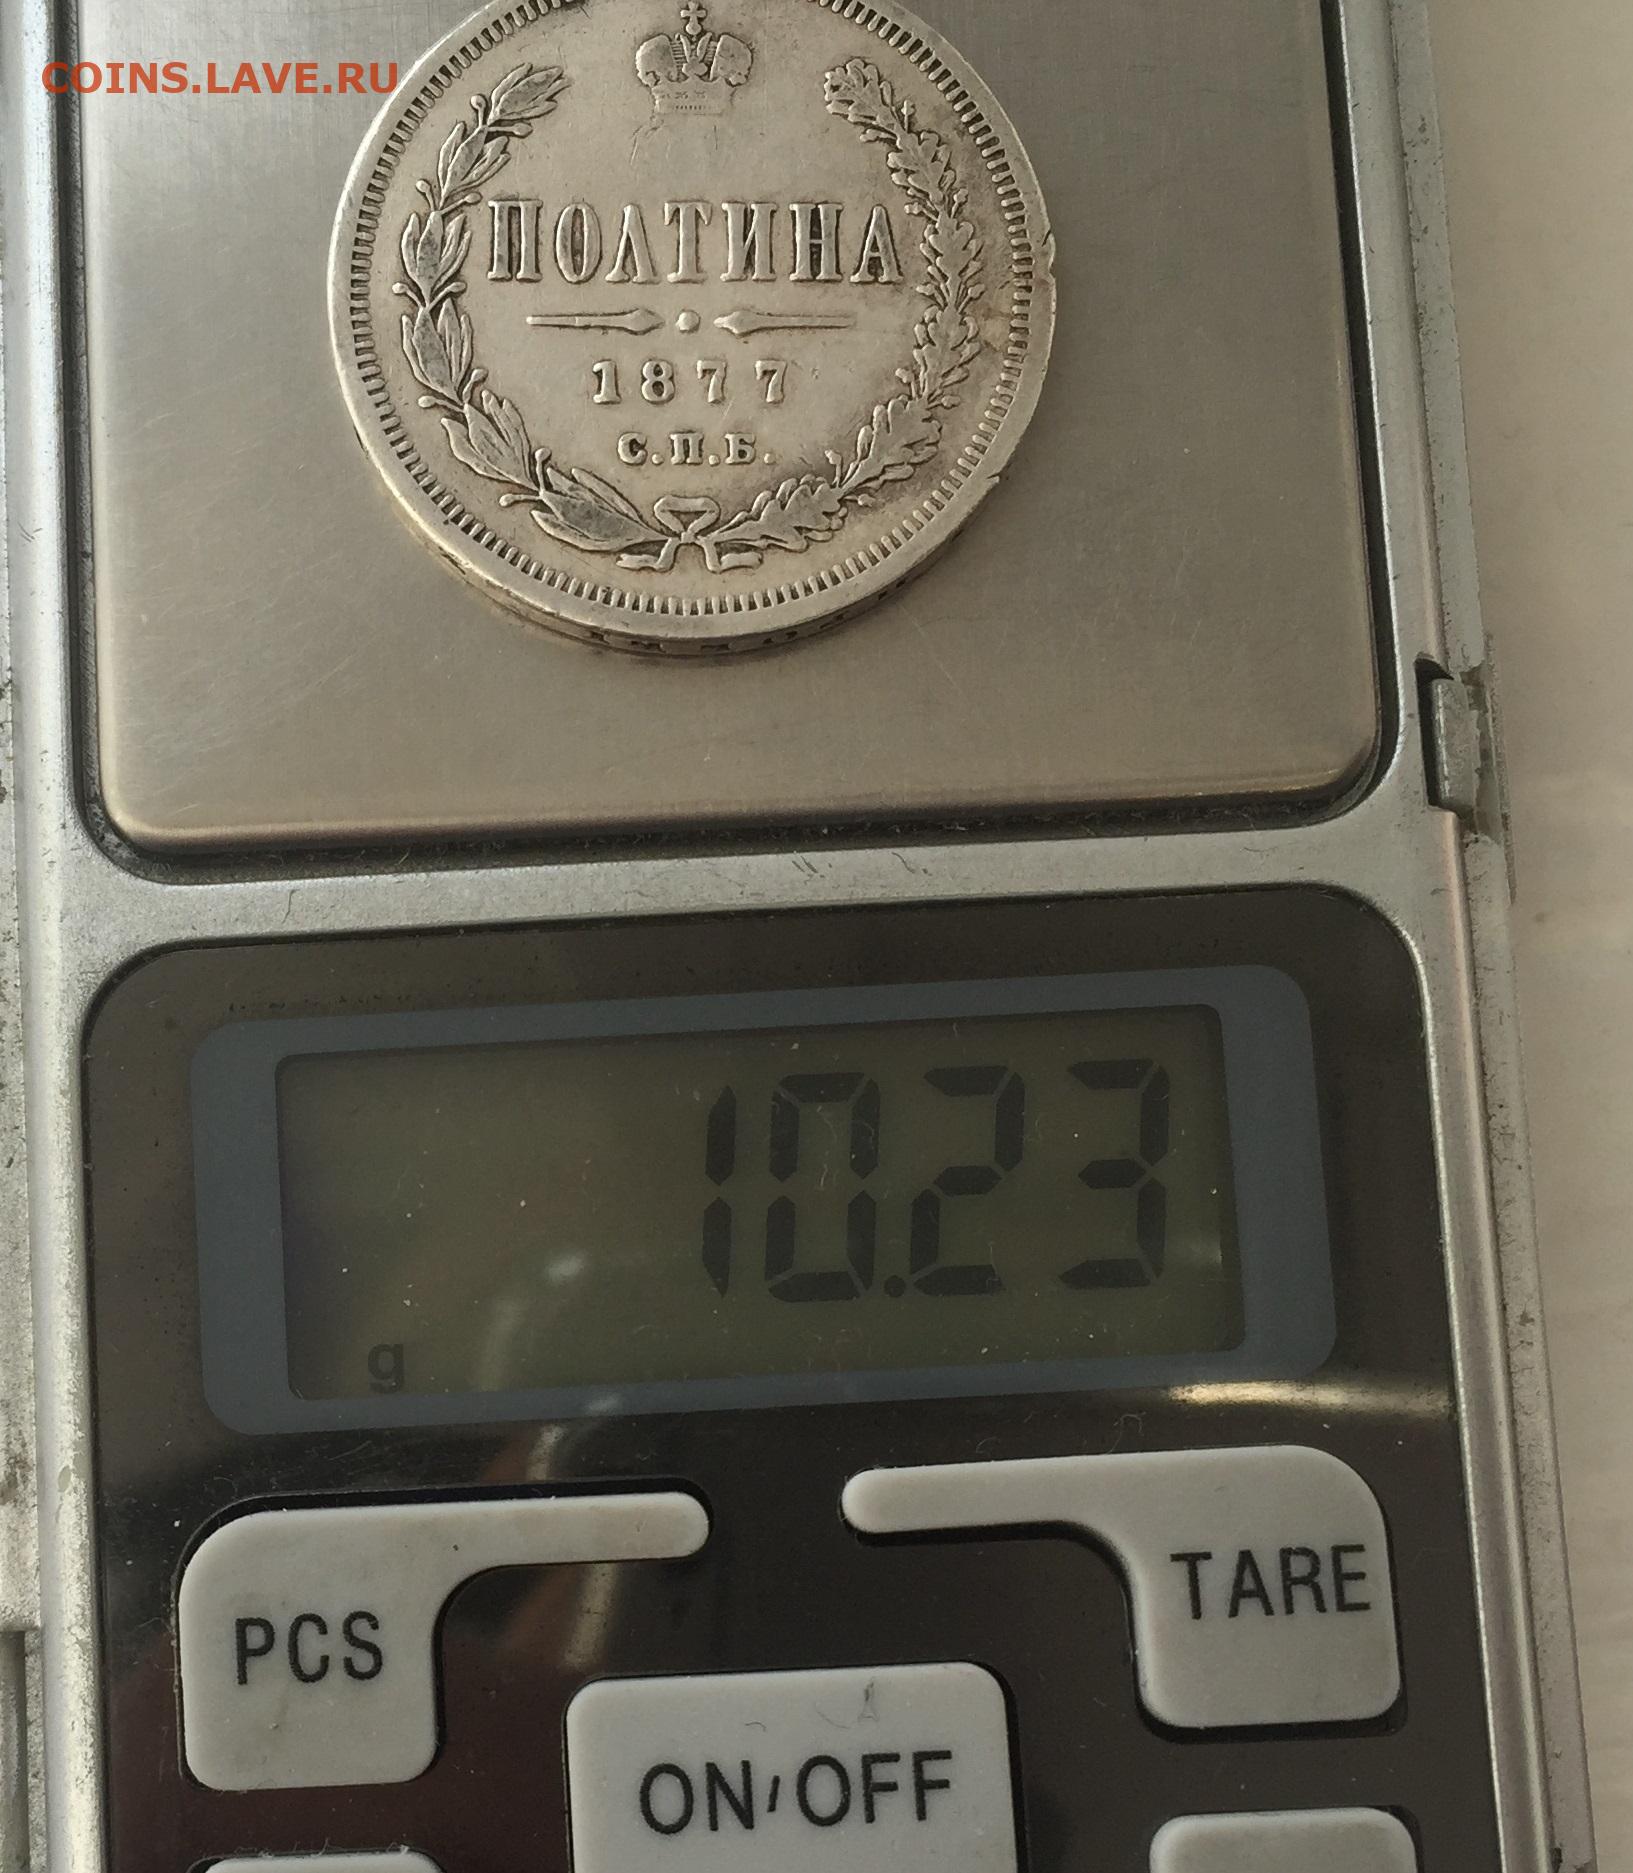 COINS.LAVE.RU
ПОЛТИНА
1877
С.П.Б.
10.23
g
PCS
TARE
ON/OFF